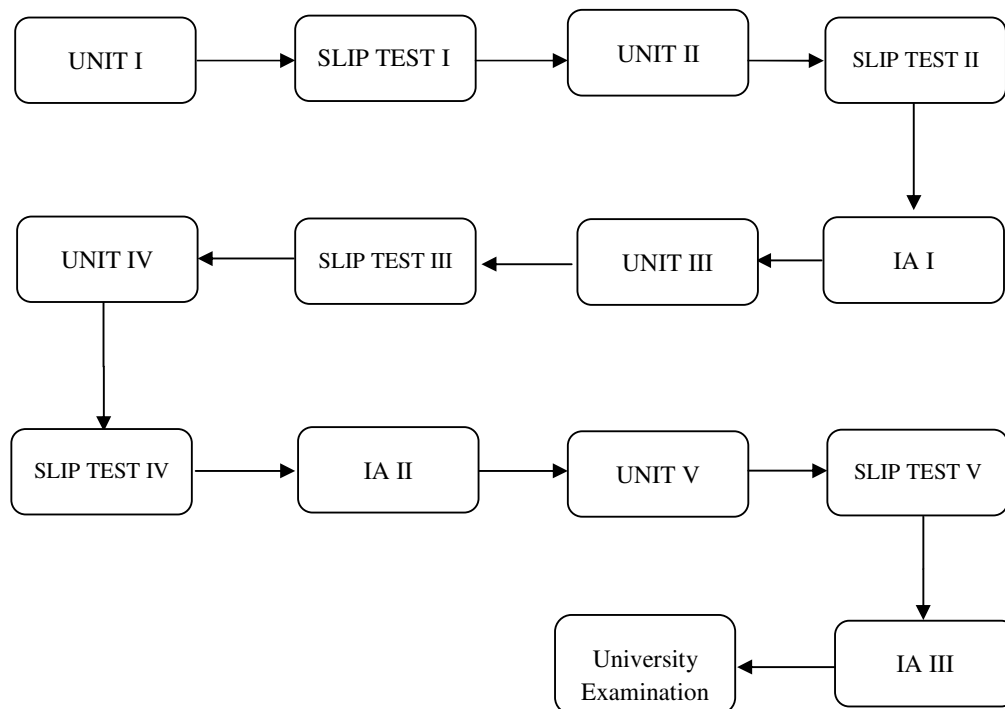 UNIT I
SLIP TEST I
UNIT II
SLIP TEST II
IA I
UNIT III
SLIP TEST III
UNIT IV
SLIP TEST IV
IA II
UNIT V
SLIP TEST V
IA III
University
Examination